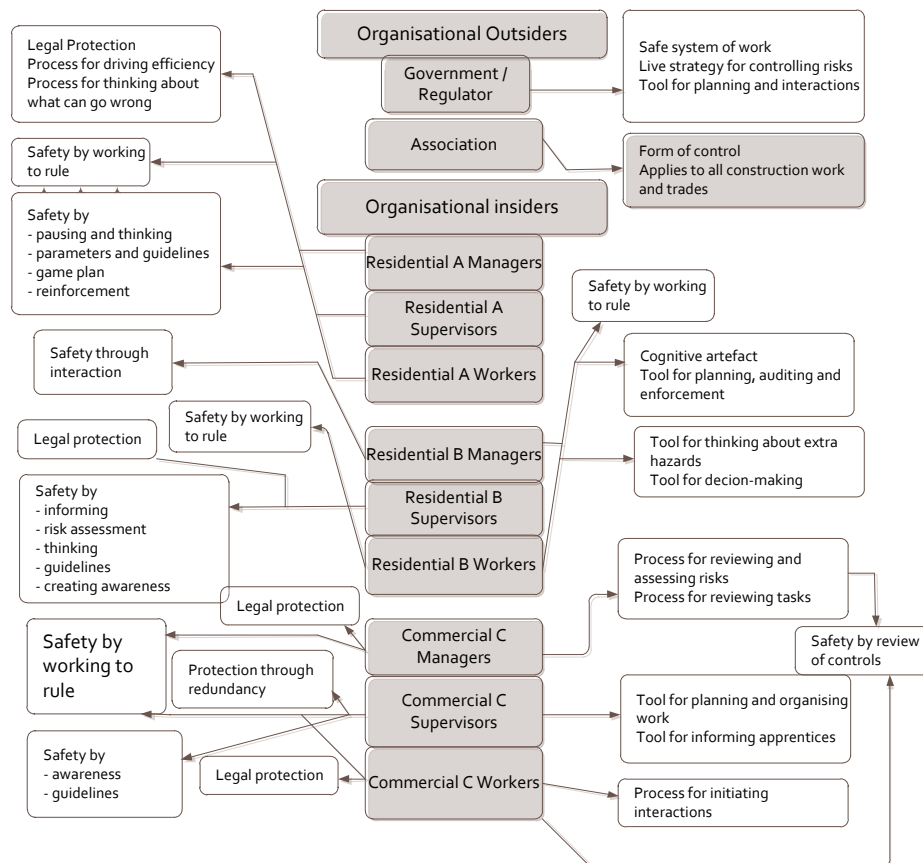 Legal Protection
Process for driving efficiency
Process for thinking about
what can go wrong
Safety by working
to rule
Safety by
- pausing and thinking
- parameters and guidelines
- game plan
- reinforcement
Safety through
interaction
Safety by working
to rule
Legal protection
Safety by
- informing
- risk assessment
- thinking
- guidelines
- creating awareness
Legal protection
Safety by
working to
rule
Protection through
redundancy
Safety by
- awareness
- guidelines
Legal protection
Organisational Outsiders
Government /
Regulator
Association
Organisational insiders
Residential A Managers
Residential A
Supervisors
Residential A Workers
Residential B Managers
Residential B
Supervisors
Residential B Workers
Commercial C
Managers
Commercial C
Supervisors
Commercial C Workers
Safe system of work
Live strategy for controlling risks
Tool for planning and interactions
Form of control
Applies to all construction work
and trades
Safety by working
to rule
Cognitive artefact
Tool for planning, auditing and
enforcement
Tool for thinking about extra
hazards
Tool for decion-making
Process for reviewing and
assessing risks
Process for reviewing tasks
Safety by review
of controls
Tool for planning and organising
work
Tool for informing apprentices
Process for initiating
interactions